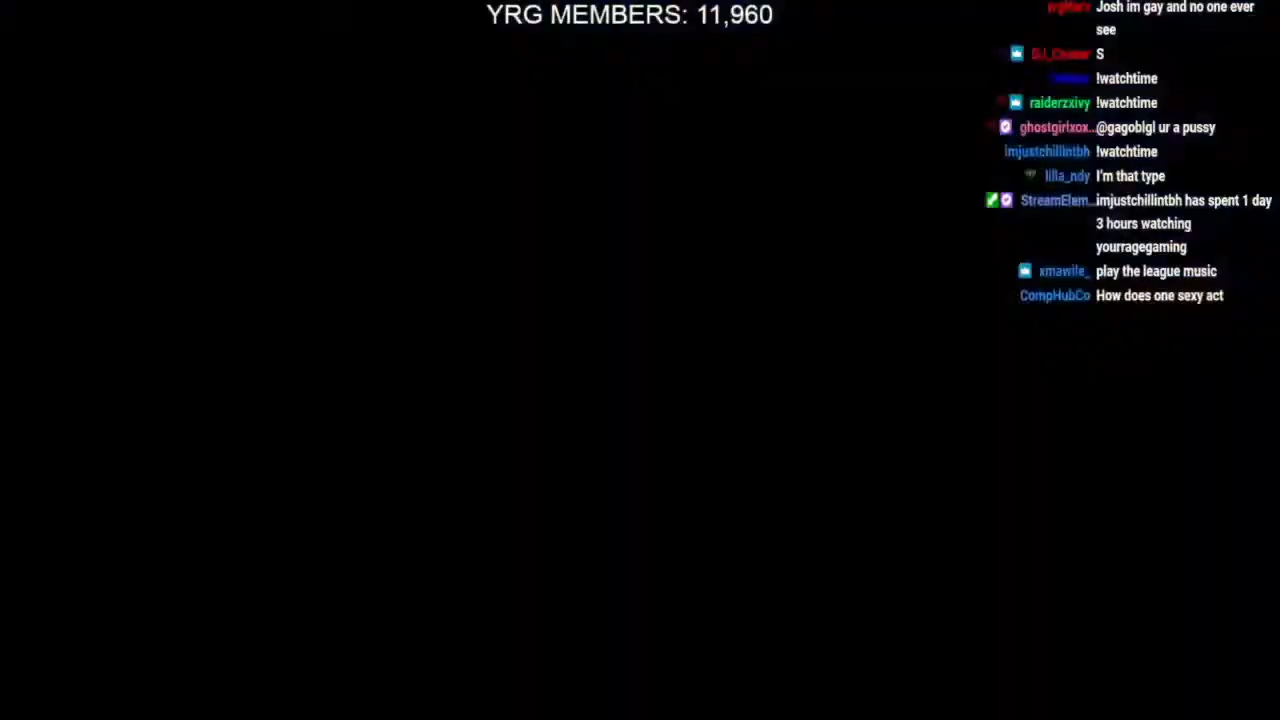 YRG MEMBERS: 11,960
Josh im gay and no one ever
see
S
!watchtime
raiderzxivy !watchtime
ghostgirlxox... @gagoblgl ur a pussy
imjustchillintbh !watchtime
lilla_ndy I'm that type
StreamElem... imjustchillintbh has spent 1 day
3 hours watching
yourragegaming
xmawile_ play the league music
CompHubCo How does one sexy act